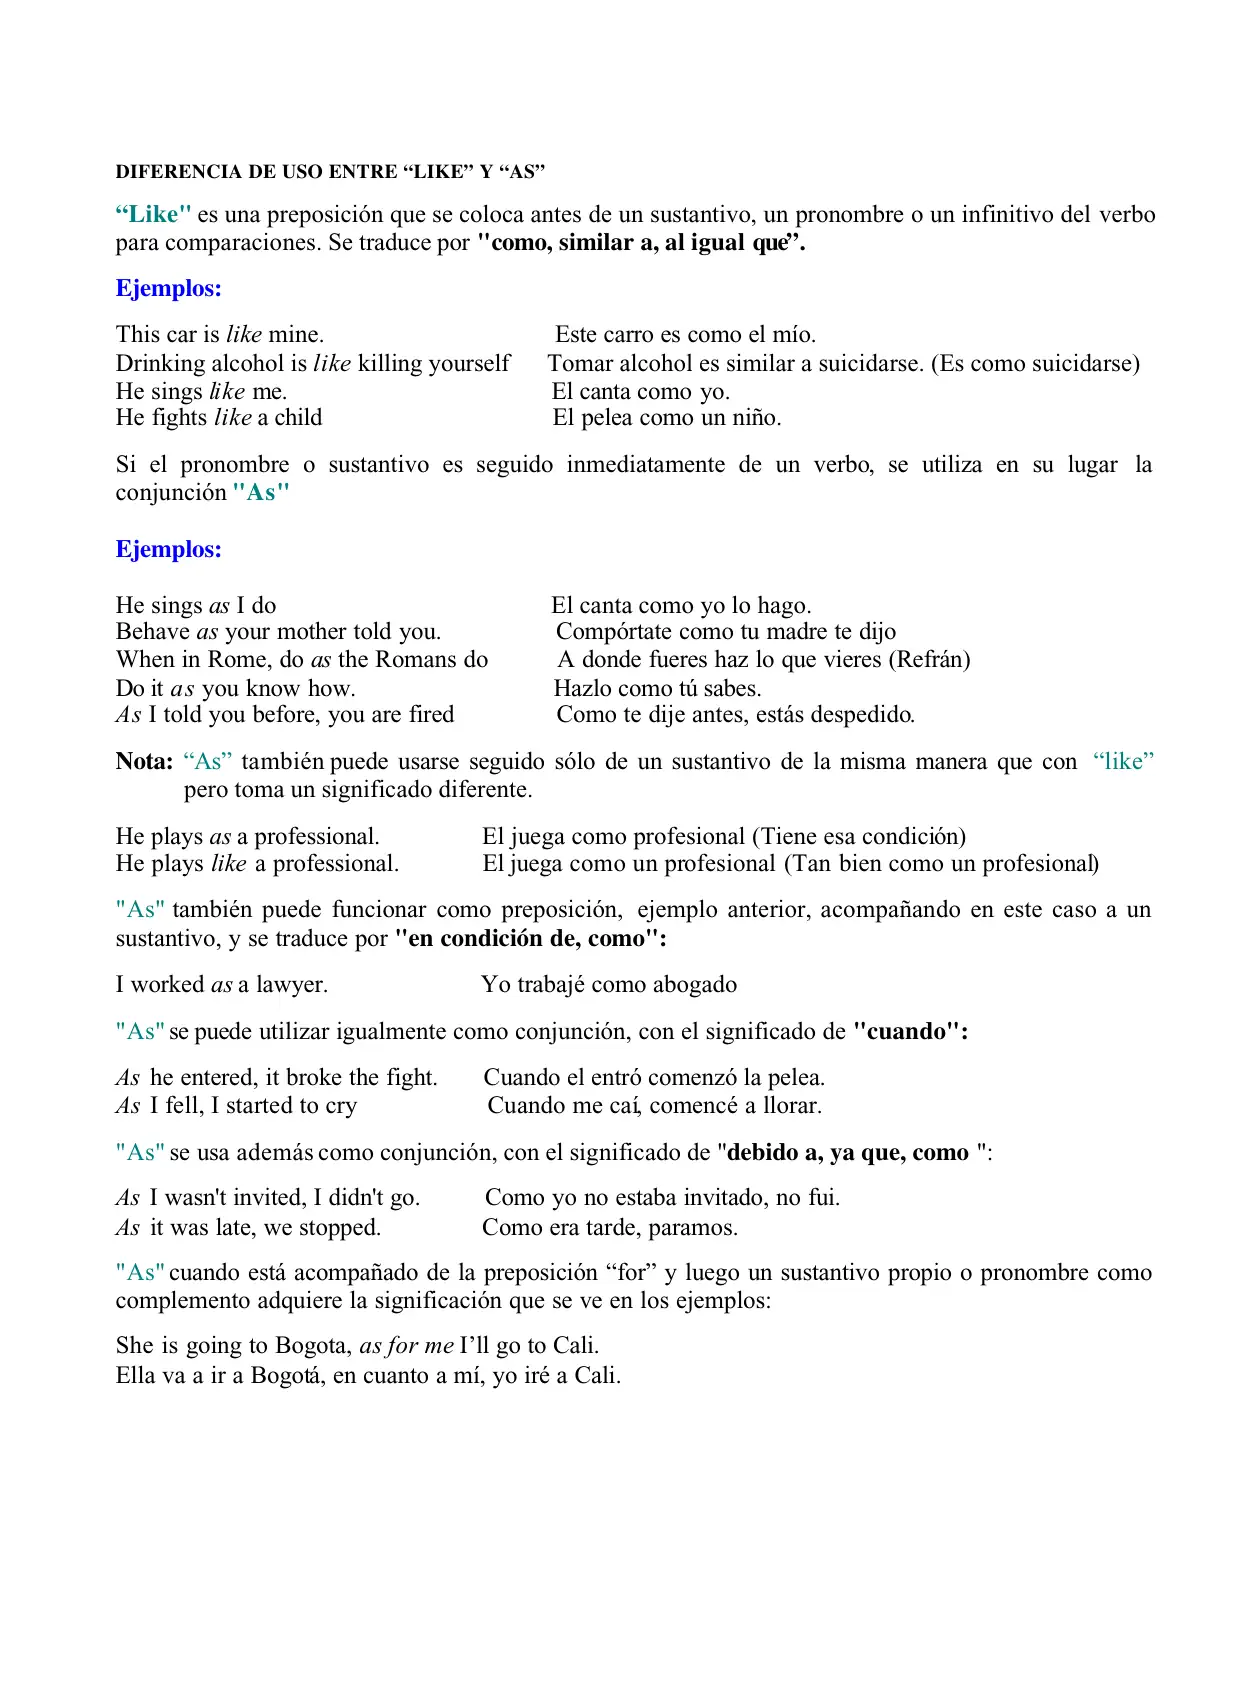 DIFERENCIA DE USO ENTRE “LIKE” Y “AS”
“Like" es una preposición que se coloca antes de un sustantivo, un pronombre o un infinitivo del verbo
para comparaciones. Se traduce por "como, similar a, al igual que”.
Ejemplos:
This car is like mine. Este carro es como el mío.
Drinking alcohol is like killing yourself Tomar alcohol es similar a suicidarse. (Es como suicidarse)
He sings like me. El canta como yo.
He fights like a child El pelea como un niño.
Si el pronombre o sustantivo es seguido inmediatamente de un verbo, se utiliza en su lugar la
conjunción "As"
Ejemplos:
He sings as I do El canta como yo lo hago.
Behave as your mother told you. Compórtate como tu madre te dijo
When in Rome, do as the Romans do A donde fueres haz lo que vieres (Refrán)
Do it as you know how. Hazlo como tú sabes.
As I told you before, you are fired Como te dije antes, estás despedido.
Nota: “As” también puede usarse seguido sólo de un sustantivo de la misma manera que con “like”
pero toma un significado diferente.
He plays as a professional. El juega como profesional (Tiene esa condición)
He plays like a professional. El juega como un profesional (Tan bien como un profesional)
"As" también puede funcionar como preposición, ejemplo anterior, acompañando en este caso a un
sustantivo, y se traduce por "en condición de, como":
I worked as a lawyer. Yo trabajé como abogado
"As" se puede utilizar igualmente como conjunción, con el significado de "cuando":
As he entered, it broke the fight. Cuando el entró comenzó la pelea.
As I fell, I started to cry Cuando me caí, comencé a llorar.
"As" se usa además como conjunción, con el significado de "debido a, ya que, como ":
As I wasn't invited, I didn't go. Como yo no estaba invitado, no fui.
As it was late, we stopped. Como era tarde, paramos.
"As" cuando está acompañado de la preposición “for” y luego un sustantivo propio o pronombre como
complemento adquiere la significación que se ve en los ejemplos:
She is going to Bogota, as for me I’ll go to Cali.
Ella va a ir a Bogotá, en cuanto a mí, yo iré a Cali.